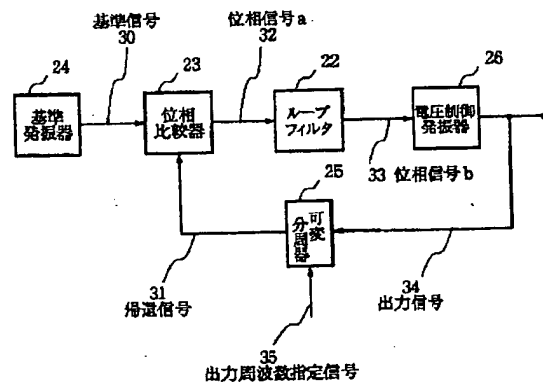 基準信号
30
位相信号a
32
24
基準
発振器
23
位相
比較器
22
ループ
フィルタ
26
電圧制御
発振器
33 位相信号b
25
可変
分周器
31
帰還信号
34
出力信号
35
出力周波数指定信号